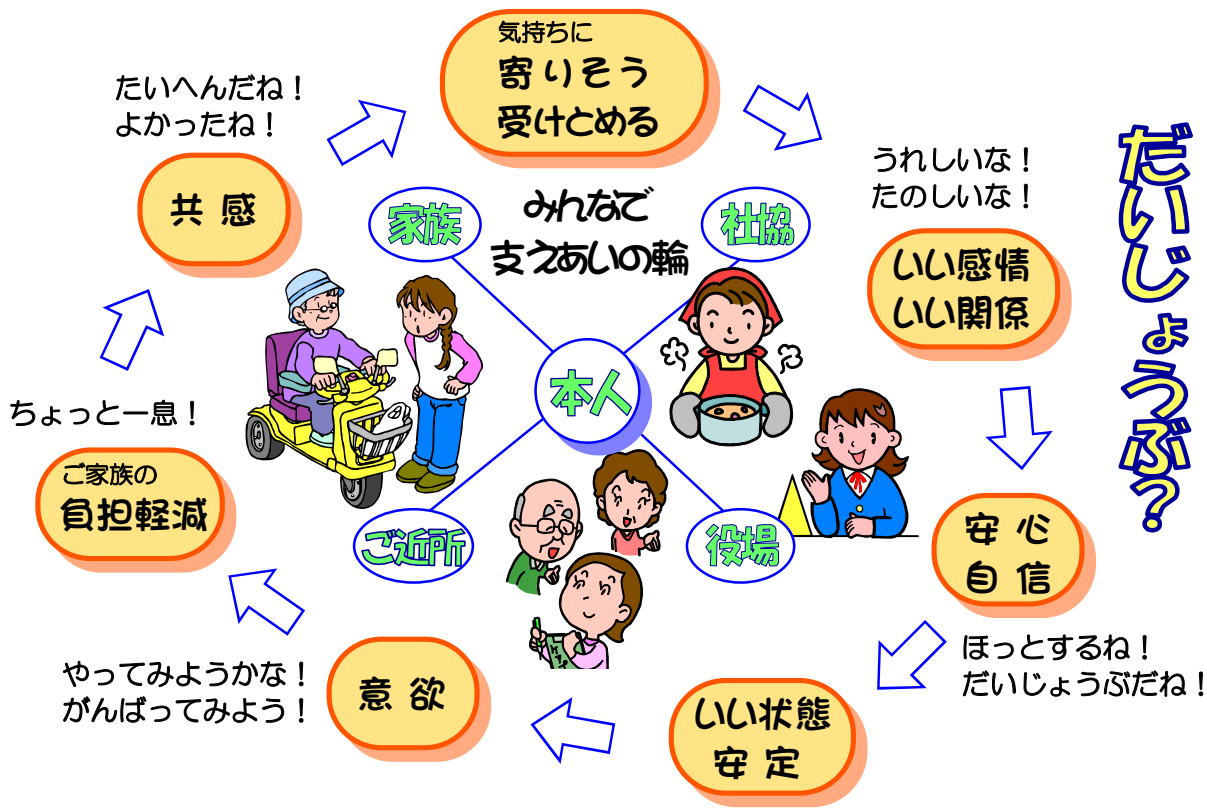 気持ちに
寄りそう
受けとめる
たいへんだね！
よかったね！
共感
うれしいな！
たのしいな！
いい感情
いい関係
だいじょうぶ？
みんなで
支えあいの輪
家族
社協
本人
ご近所
役場
ちょっと一息！
ご家族の
負担軽減
安心
自信
ほっとするね！
だいじょうぶだね！
いい状態
安定
意欲
やってみようかな！
がんばってみよう！